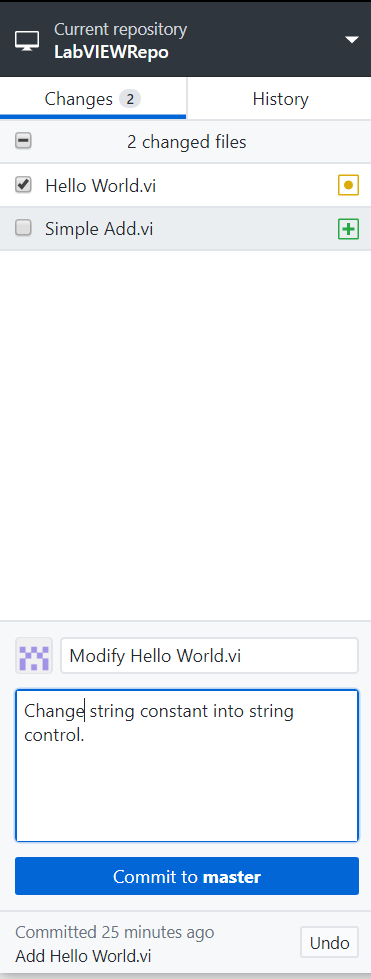 Current repository
LabVIEWRepo
Changes 2
History
2 changed files
Hello World.vi
Simple Add.vi
Modify Hello World.vi
Change string constant into string
control.
Commit to master
Committed 25 minutes ago
Add Hello World.vi
Undo